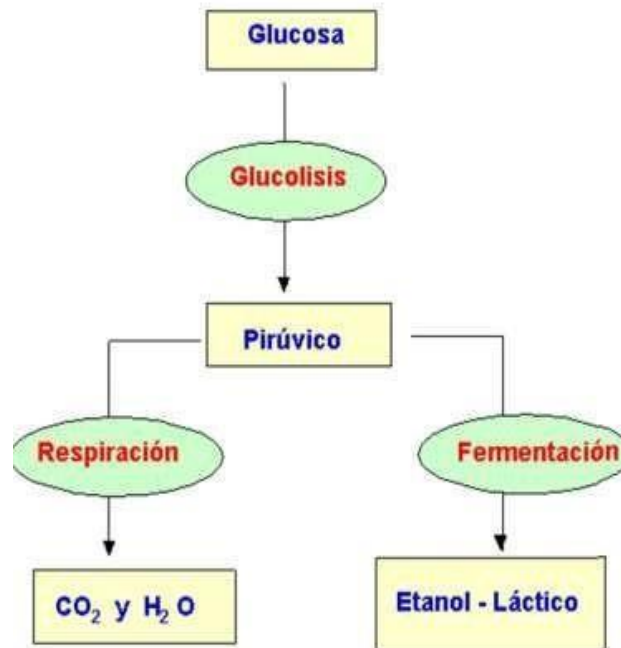 Glucosa
Glucolisis
Pirúvico
Respiración
Fermentación
CO₂ y H₂ O
Etanol - Láctico